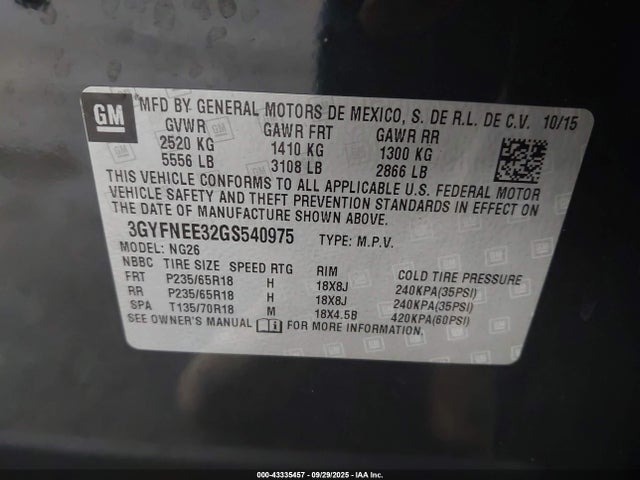 GM
MFD BY GENERAL MOTORS DE MEXICO, S. DE R.L. DE C.V. 10/15
GVWR GAWR FRT GAWR RR
2520 KG 1410 KG 1300 KG
5556 LB 3108 LB 2866 LB
THIS VEHICLE CONFORMS TO ALL APPLICABLE U.S. FEDERAL MOTOR
VEHICLE SAFETY AND THEFT PREVENTION STANDARDS IN EFFECT ON
THE DATE OF MANUFACTURE SHOWN ABOVE.
3GYFNEE32GS540975 TYPE: M.P.V.
MODEL: NG26
NBBC TIRE SIZE SPEED RTG RIM COLD TIRE PRESSURE
FRT P235/65R18 H 18X8J 240KPA(35PSI)
RR P235/65R18 H 18X8J 240KPA(35PSI)
SPA T135/70R18 M 18X4.5B 420KPA(60PSI)
SEE OWNER'S MANUAL FOR MORE INFORMATION.
000-43335457 - 09/29/2025 - IAA Inc.